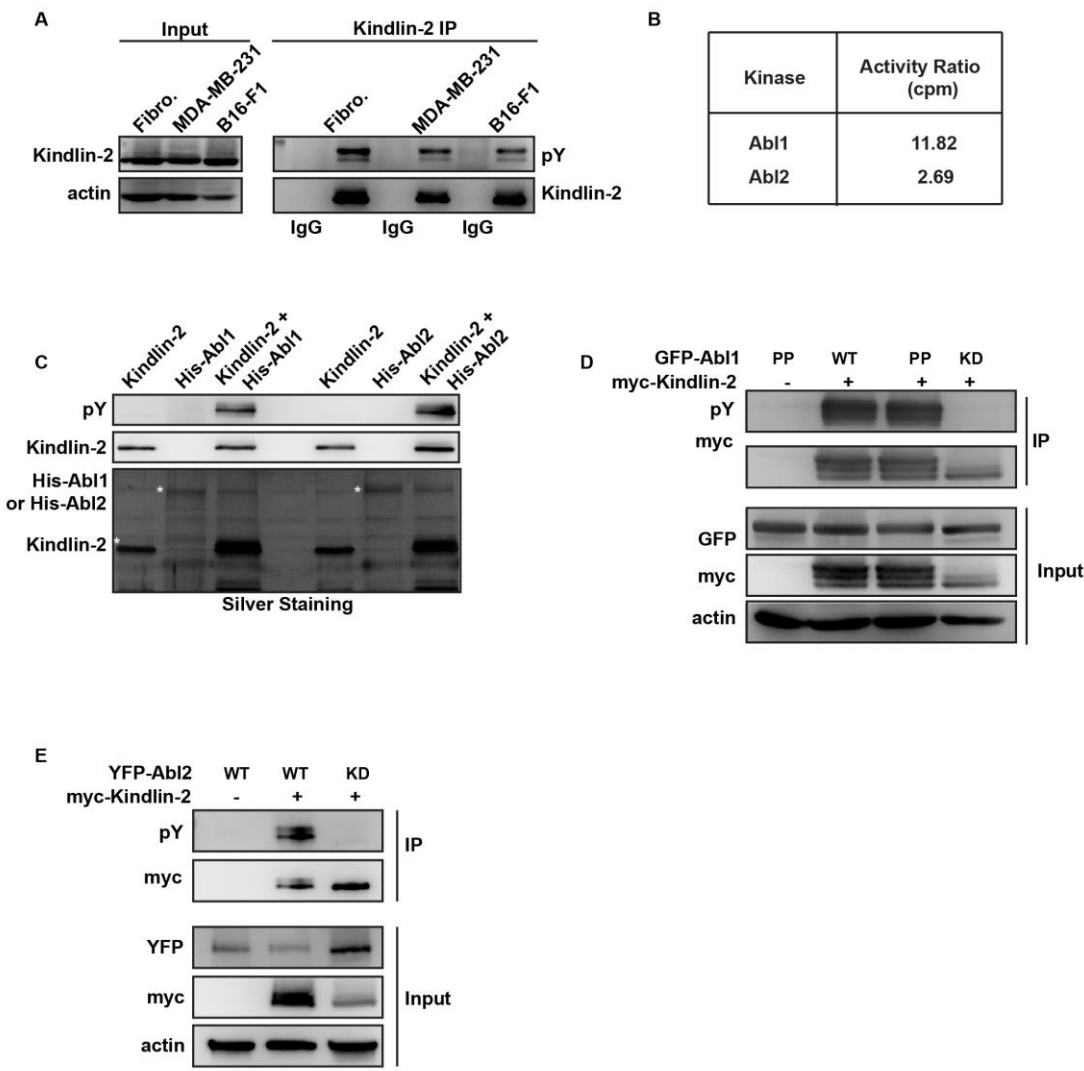 A
Input
Kindlin-2 IP
Fibro.
MDA-MB-231
B16-F1
Fibro.
MDA-MB-231
B16-F1
Kindlin-2
pY
actin
Kindlin-2
IgG IgG IgG
B
Kinase Activity Ratio
(cpm)
Abl1 11.82
Abl2 2.69
C
Kindlin-2
His-Abl1
Kindlin-2 +
His-Abl1
Kindlin-2
His-Abl2
Kindlin-2 +
His-Abl2
pY
Kindlin-2
His-Abl1
or His-Abl2
* *
Kindlin-2
*
Silver Staining
D
GFP-Abl1 PP WT PP KD
myc-Kindlin-2 - + + +
pY
myc
IP
GFP
myc
actin
Input
E
YFP-Abl2 WT WT KD
myc-Kindlin-2 - + +
pY
myc
IP
YFP
myc
actin
Input